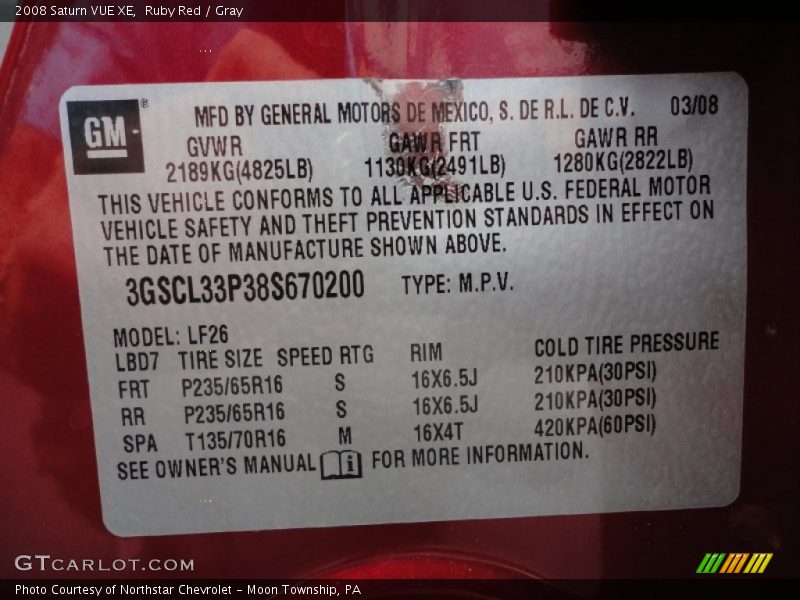 2008 Saturn VUE XE, Ruby Red / Gray
GM ®
MFD BY GENERAL MOTORS DE MEXICO, S. DE R.L. DE C.V. 03/08
GVWR GAWR FRT GAWR RR
2189KG(4825LB) 1130KG(2491LB) 1280KG(2822LB)
THIS VEHICLE CONFORMS TO ALL APPLICABLE U.S. FEDERAL MOTOR
VEHICLE SAFETY AND THEFT PREVENTION STANDARDS IN EFFECT ON
THE DATE OF MANUFACTURE SHOWN ABOVE.
3GSCL33P38S670200 TYPE: M.P.V.
MODEL: LF26
LBD7 TIRE SIZE SPEED RTG RIM COLD TIRE PRESSURE
FRT P235/65R16 S 16X6.5J 210KPA(30PSI)
RR P235/65R16 S 16X6.5J 210KPA(30PSI)
SPA T135/70R16 M 16X4T 420KPA(60PSI)
SEE OWNER'S MANUAL i FOR MORE INFORMATION.
GTCARLOT.COM
Photo Courtesy of Northstar Chevrolet - Moon Township, PA